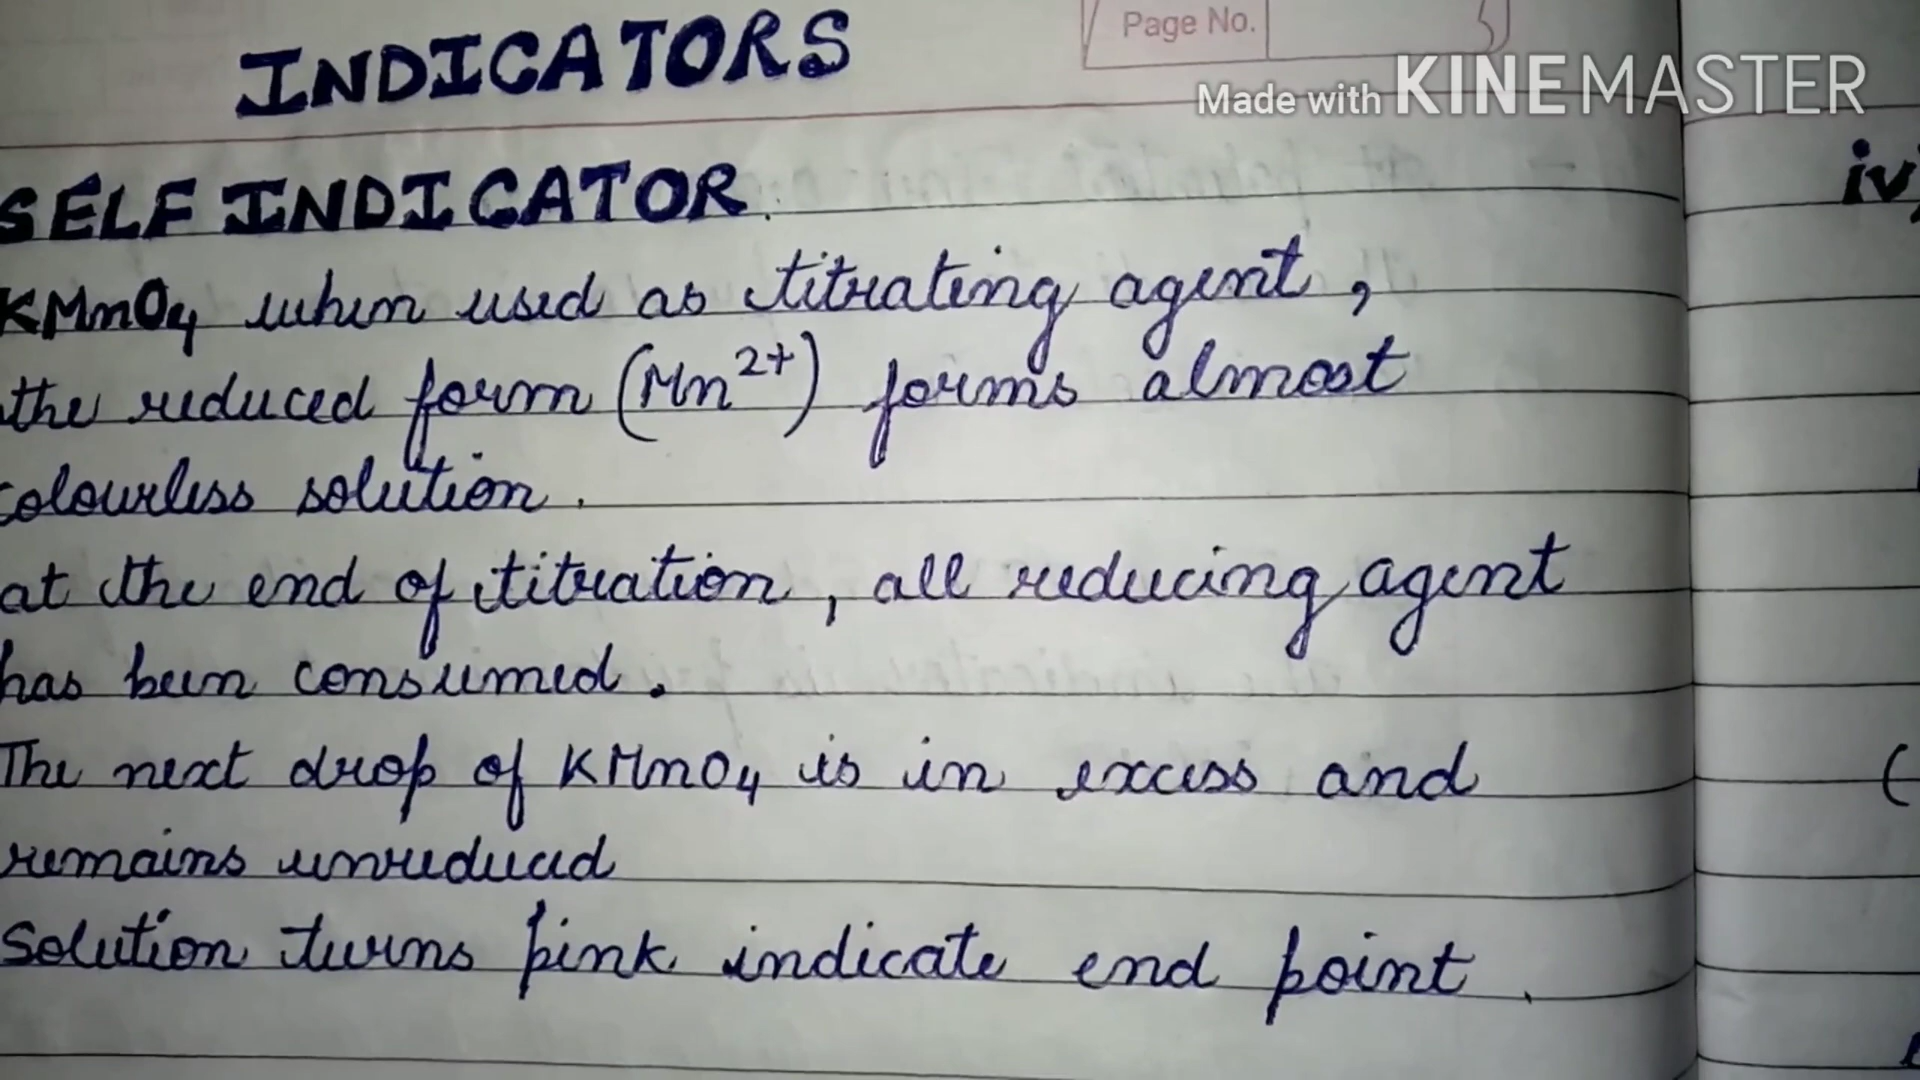 Page No.
INDICATORS
Made with KINEMASTER
SELF INDICATOR.
iv)
KMnO4 when used as titrating agent,
the reduced form (Mn²⁺) forms almost
colourless solution.
at the end of titration, all reducing agent
has been consumed.
The next drop of KMnO4 is in excess and
(
remains unreduced
Solution turns pink indicate end point.